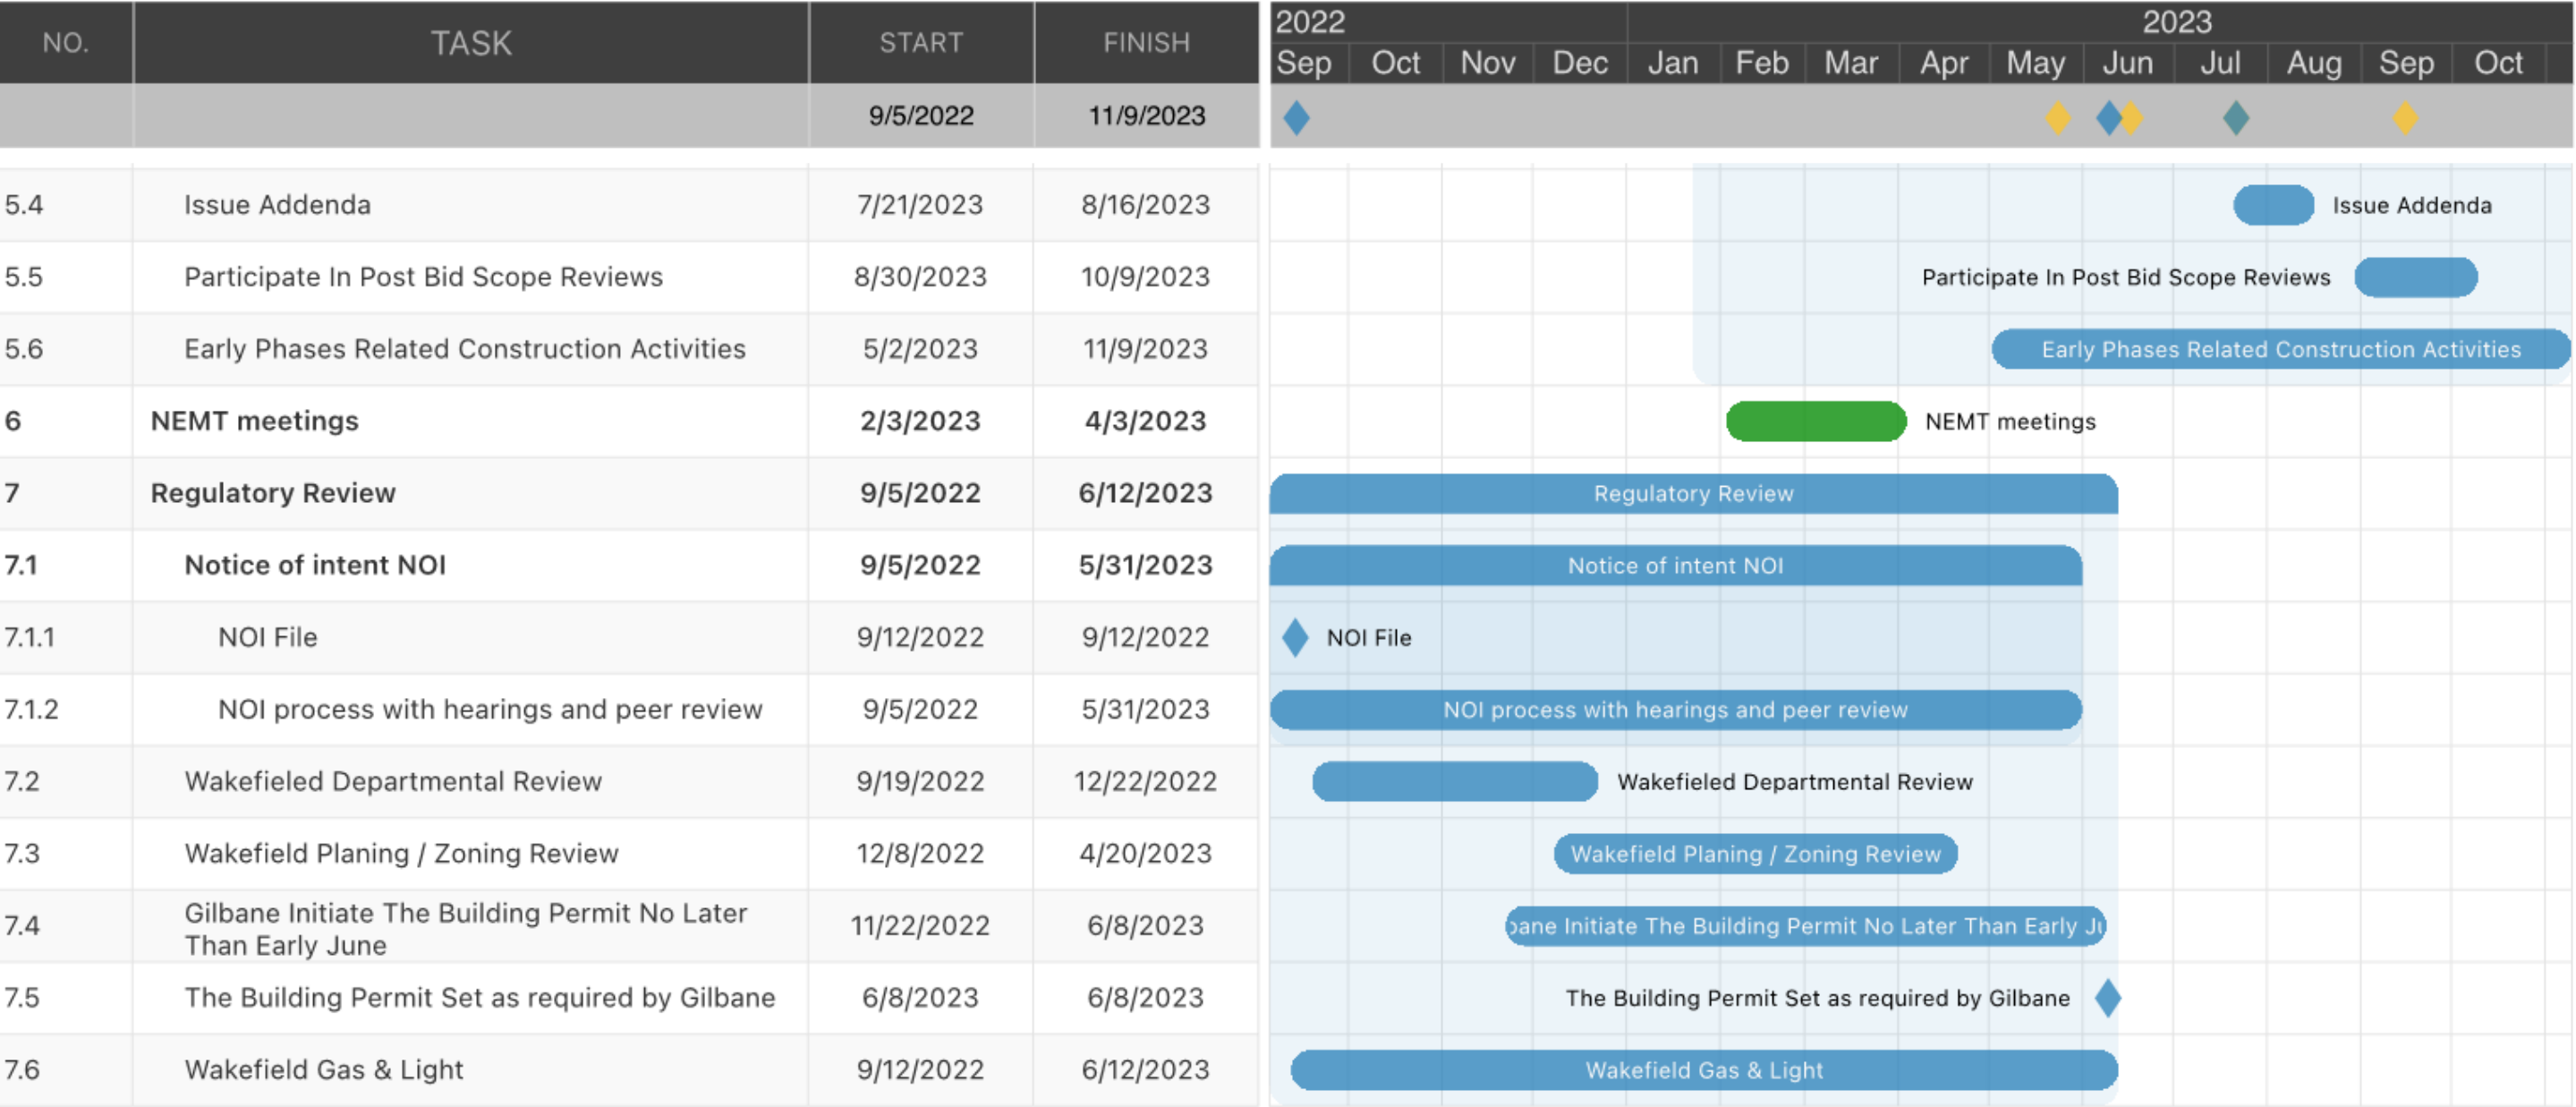 NO. TASK START FINISH 2022 2023
Sep Oct Nov Dec Jan Feb Mar Apr May Jun Jul Aug Sep Oct
9/5/2022 11/9/2023
5.4 Issue Addenda 7/21/2023 8/16/2023 Issue Addenda
5.5 Participate In Post Bid Scope Reviews 8/30/2023 10/9/2023 Participate In Post Bid Scope Reviews
5.6 Early Phases Related Construction Activities 5/2/2023 11/9/2023 Early Phases Related Construction Activities
6 NEMT meetings 2/3/2023 4/3/2023 NEMT meetings
7 Regulatory Review 9/5/2022 6/12/2023 Regulatory Review
7.1 Notice of intent NOI 9/5/2022 5/31/2023 Notice of intent NOI
7.1.1 NOI File 9/12/2022 9/12/2022 NOI File
7.1.2 NOI process with hearings and peer review 9/5/2022 5/31/2023 NOI process with hearings and peer review
7.2 Wakefieled Departmental Review 9/19/2022 12/22/2022 Wakefieled Departmental Review
7.3 Wakefield Planing / Zoning Review 12/8/2022 4/20/2023 Wakefield Planing / Zoning Review
7.4 Gilbane Initiate The Building Permit No Later
Than Early June 11/22/2022 6/8/2023 bane Initiate The Building Permit No Later Than Early Ju
7.5 The Building Permit Set as required by Gilbane 6/8/2023 6/8/2023 The Building Permit Set as required by Gilbane
7.6 Wakefield Gas & Light 9/12/2022 6/12/2023 Wakefield Gas & Light